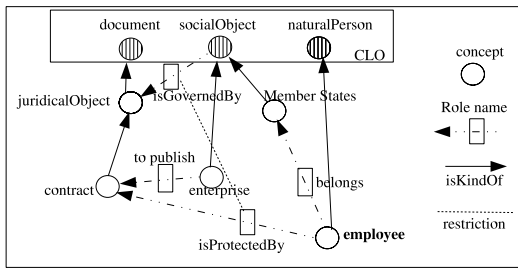 document socialObject naturalPerson
CLO
concept
juridicalObject
isGovernedBy
Member States
Role name
to publish
contract
enterprise
belongs
isKindOf
restriction
isProtectedBy
employee